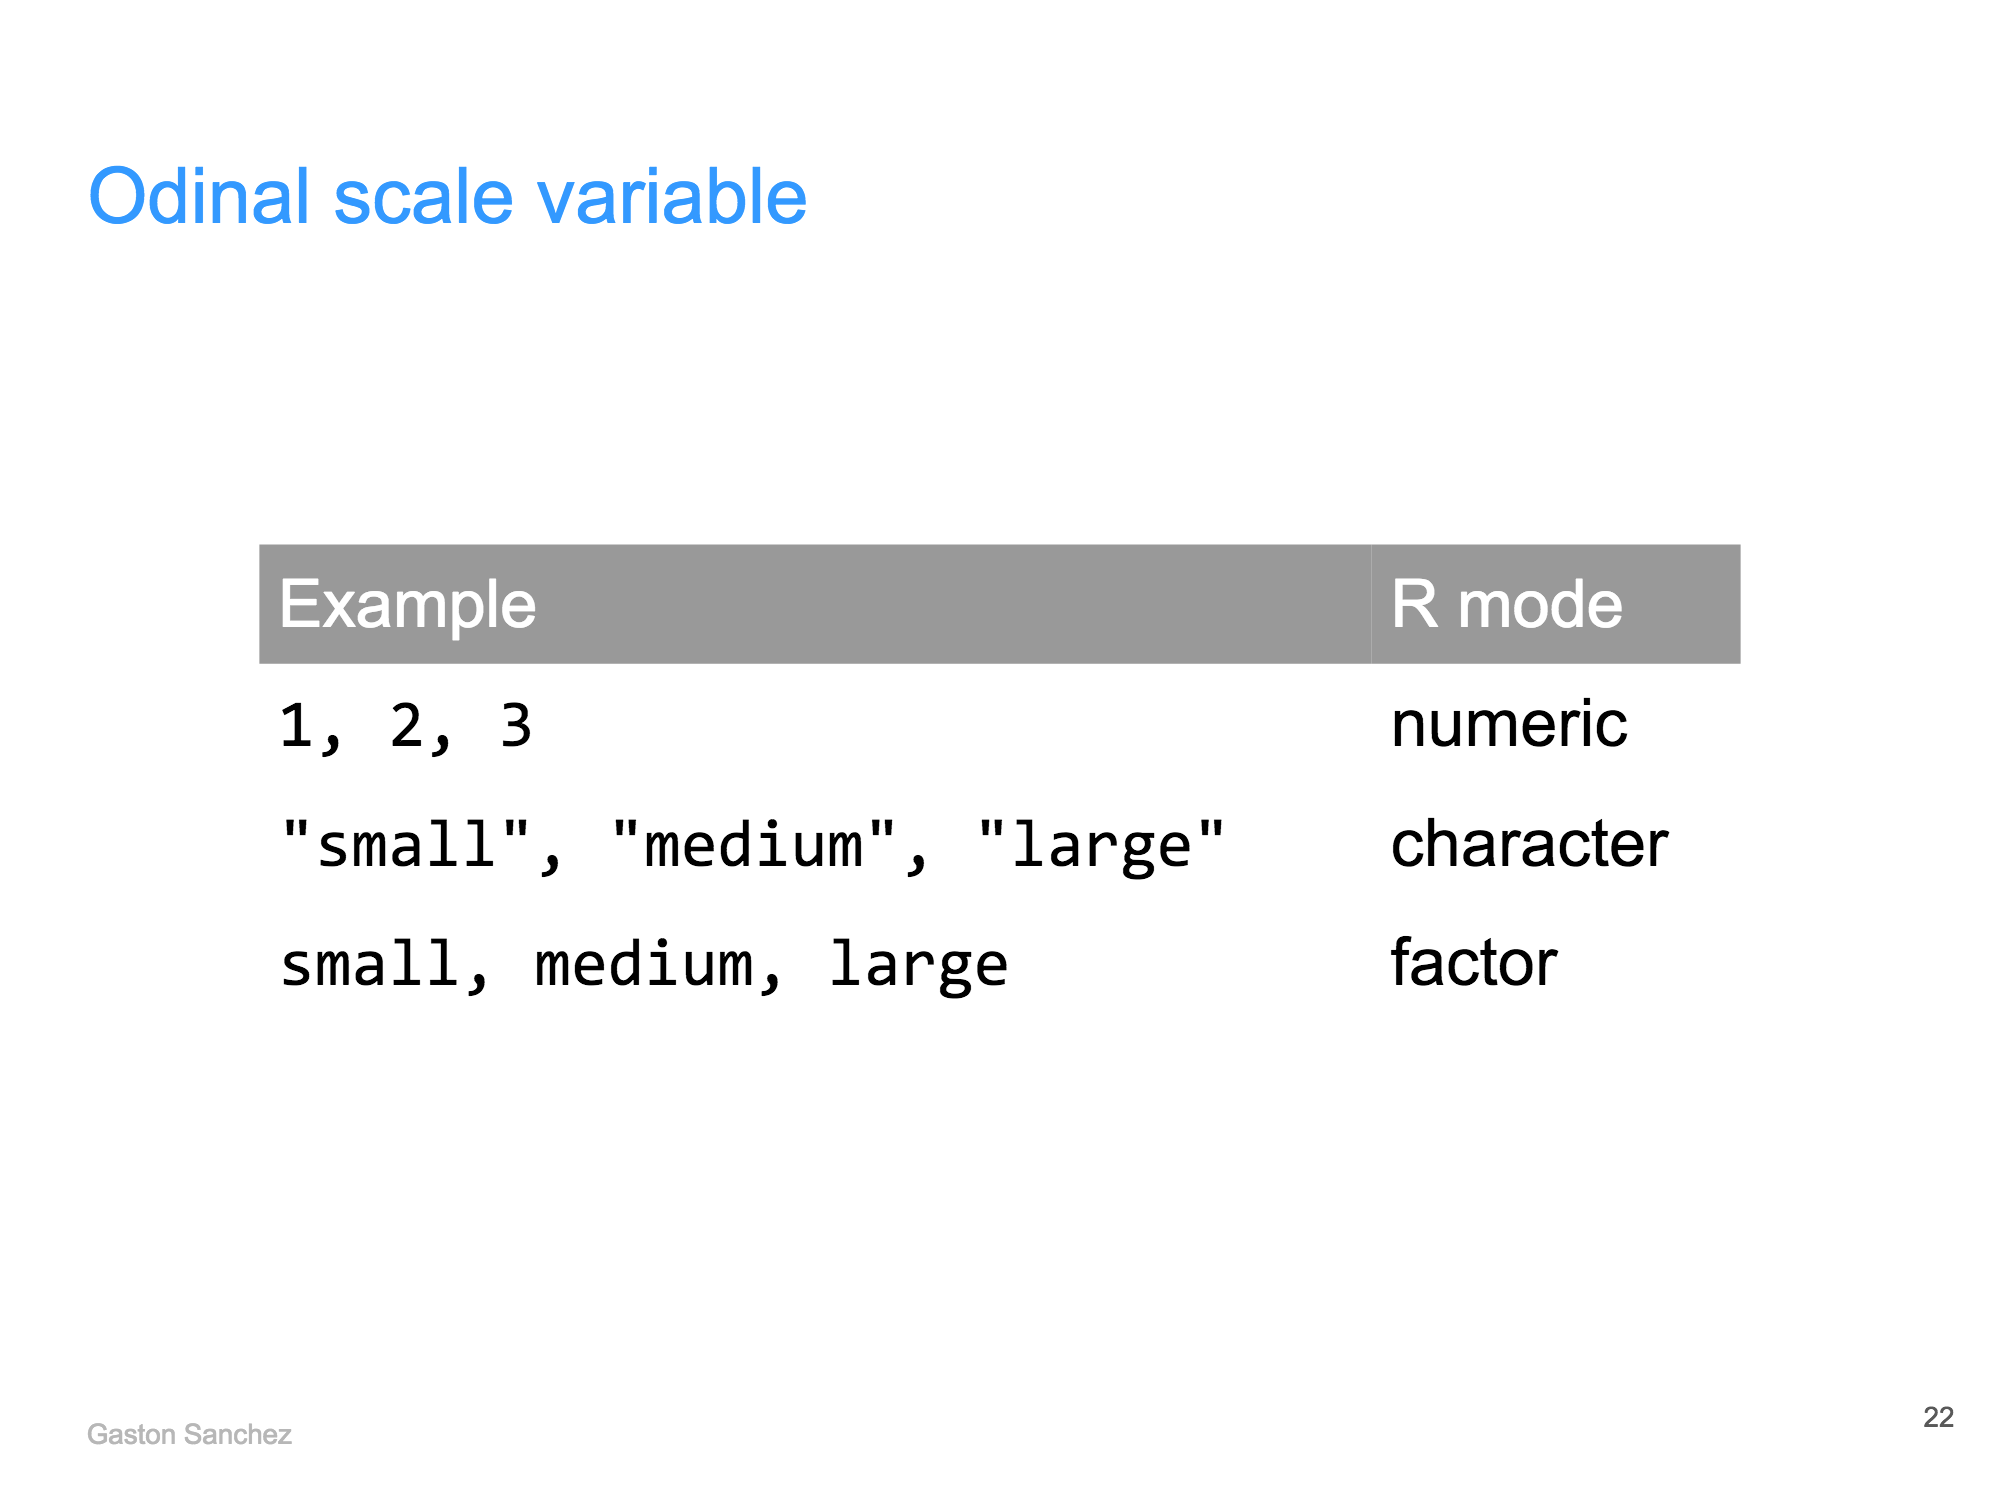 Odinal scale variable
Example R mode
1, 2, 3 numeric
"small", "medium", "large" character
small, medium, large factor
Gaston Sanchez
22